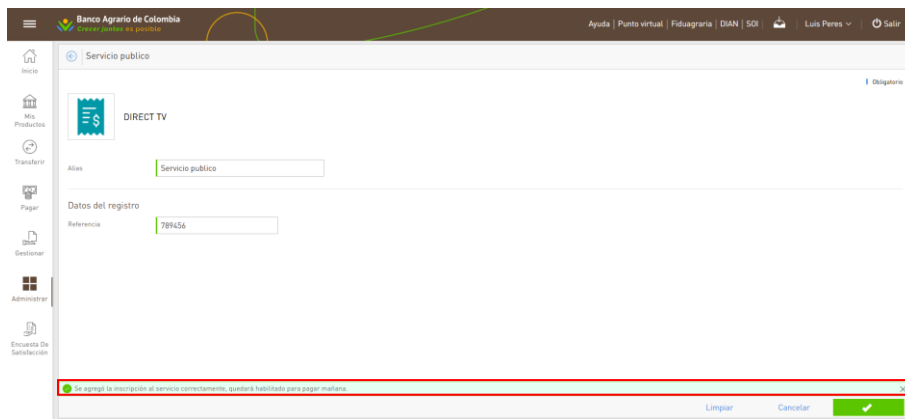 Banco Agrario de Colombia
Crecer juntos es posible
Ayuda | Punto virtual | Fiduagraria | DIAN | SOI | Luis Peres | Salir
Inicio
Mis
Productos
Transferir
Pagar
Gestionar
Administrar
Encuesta De
Satisfacción
Servicio publico
Obligatorio
DIRECT TV
Alias Servicio publico
Datos del registro
Referencia 789456
Se agregó la inscripción al servicio correctamente, quedará habilitado para pagar mañana.
Limpiar Cancelar